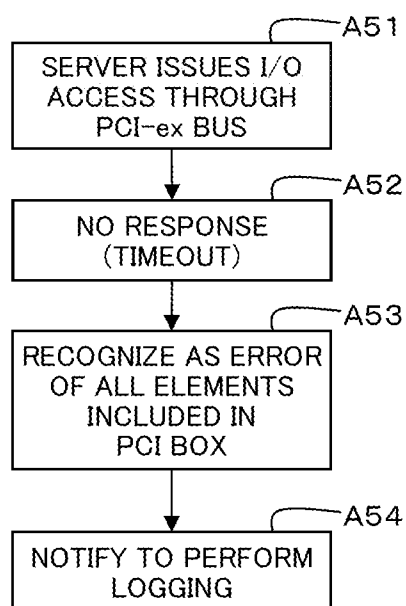 A51
SERVER ISSUES I/O
ACCESS THROUGH
PCI-ex BUS
A52
NO RESPONSE
(TIMEOUT)
A53
RECOGNIZE AS ERROR
OF ALL ELEMENTS
INCLUDED IN
PCI BOX
A54
NOTIFY TO PERFORM
LOGGING